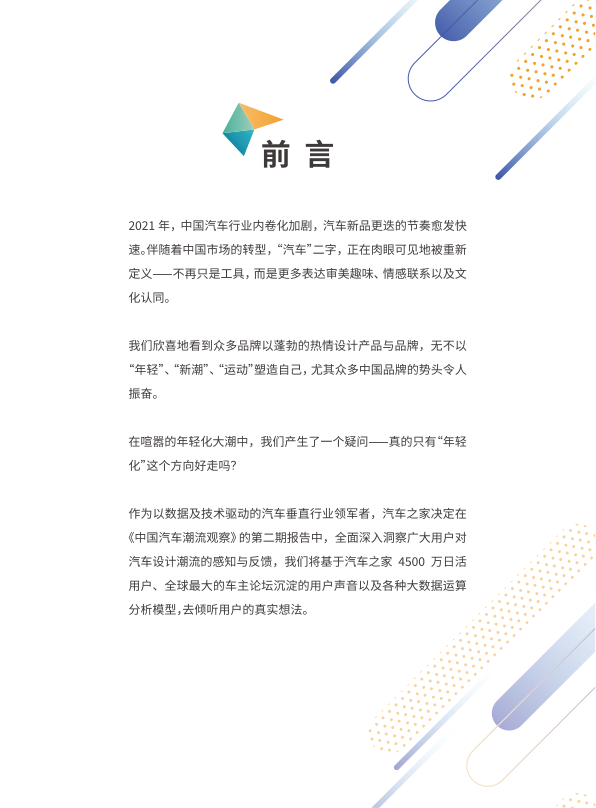 前 言
2021 年，中国汽车行业内卷化加剧，汽车新品更迭的节奏愈发快
速。伴随着中国市场的转型，“汽车”二字，正在肉眼可见地被重新
定义——不再只是工具，而是更多表达审美趣味、情感联系以及文
化认同。
我们欣喜地看到众多品牌以蓬勃的热情设计产品与品牌，无不以
“年轻”、“新潮”、“运动”塑造自己，尤其众多中国品牌的势头令人
振奋。
在喧嚣的年轻化大潮中，我们产生了一个疑问——真的只有“年轻
化”这个方向好走吗？
作为以数据及技术驱动的汽车垂直行业领军者，汽车之家决定在
《中国汽车潮流观察》的第二期报告中，全面深入洞察广大用户对
汽车设计潮流的感知与反馈，我们将基于汽车之家 4500 万日活
用户、全球最大的车主论坛沉淀的用户声音以及各种大数据运算
分析模型，去倾听用户的真实想法。